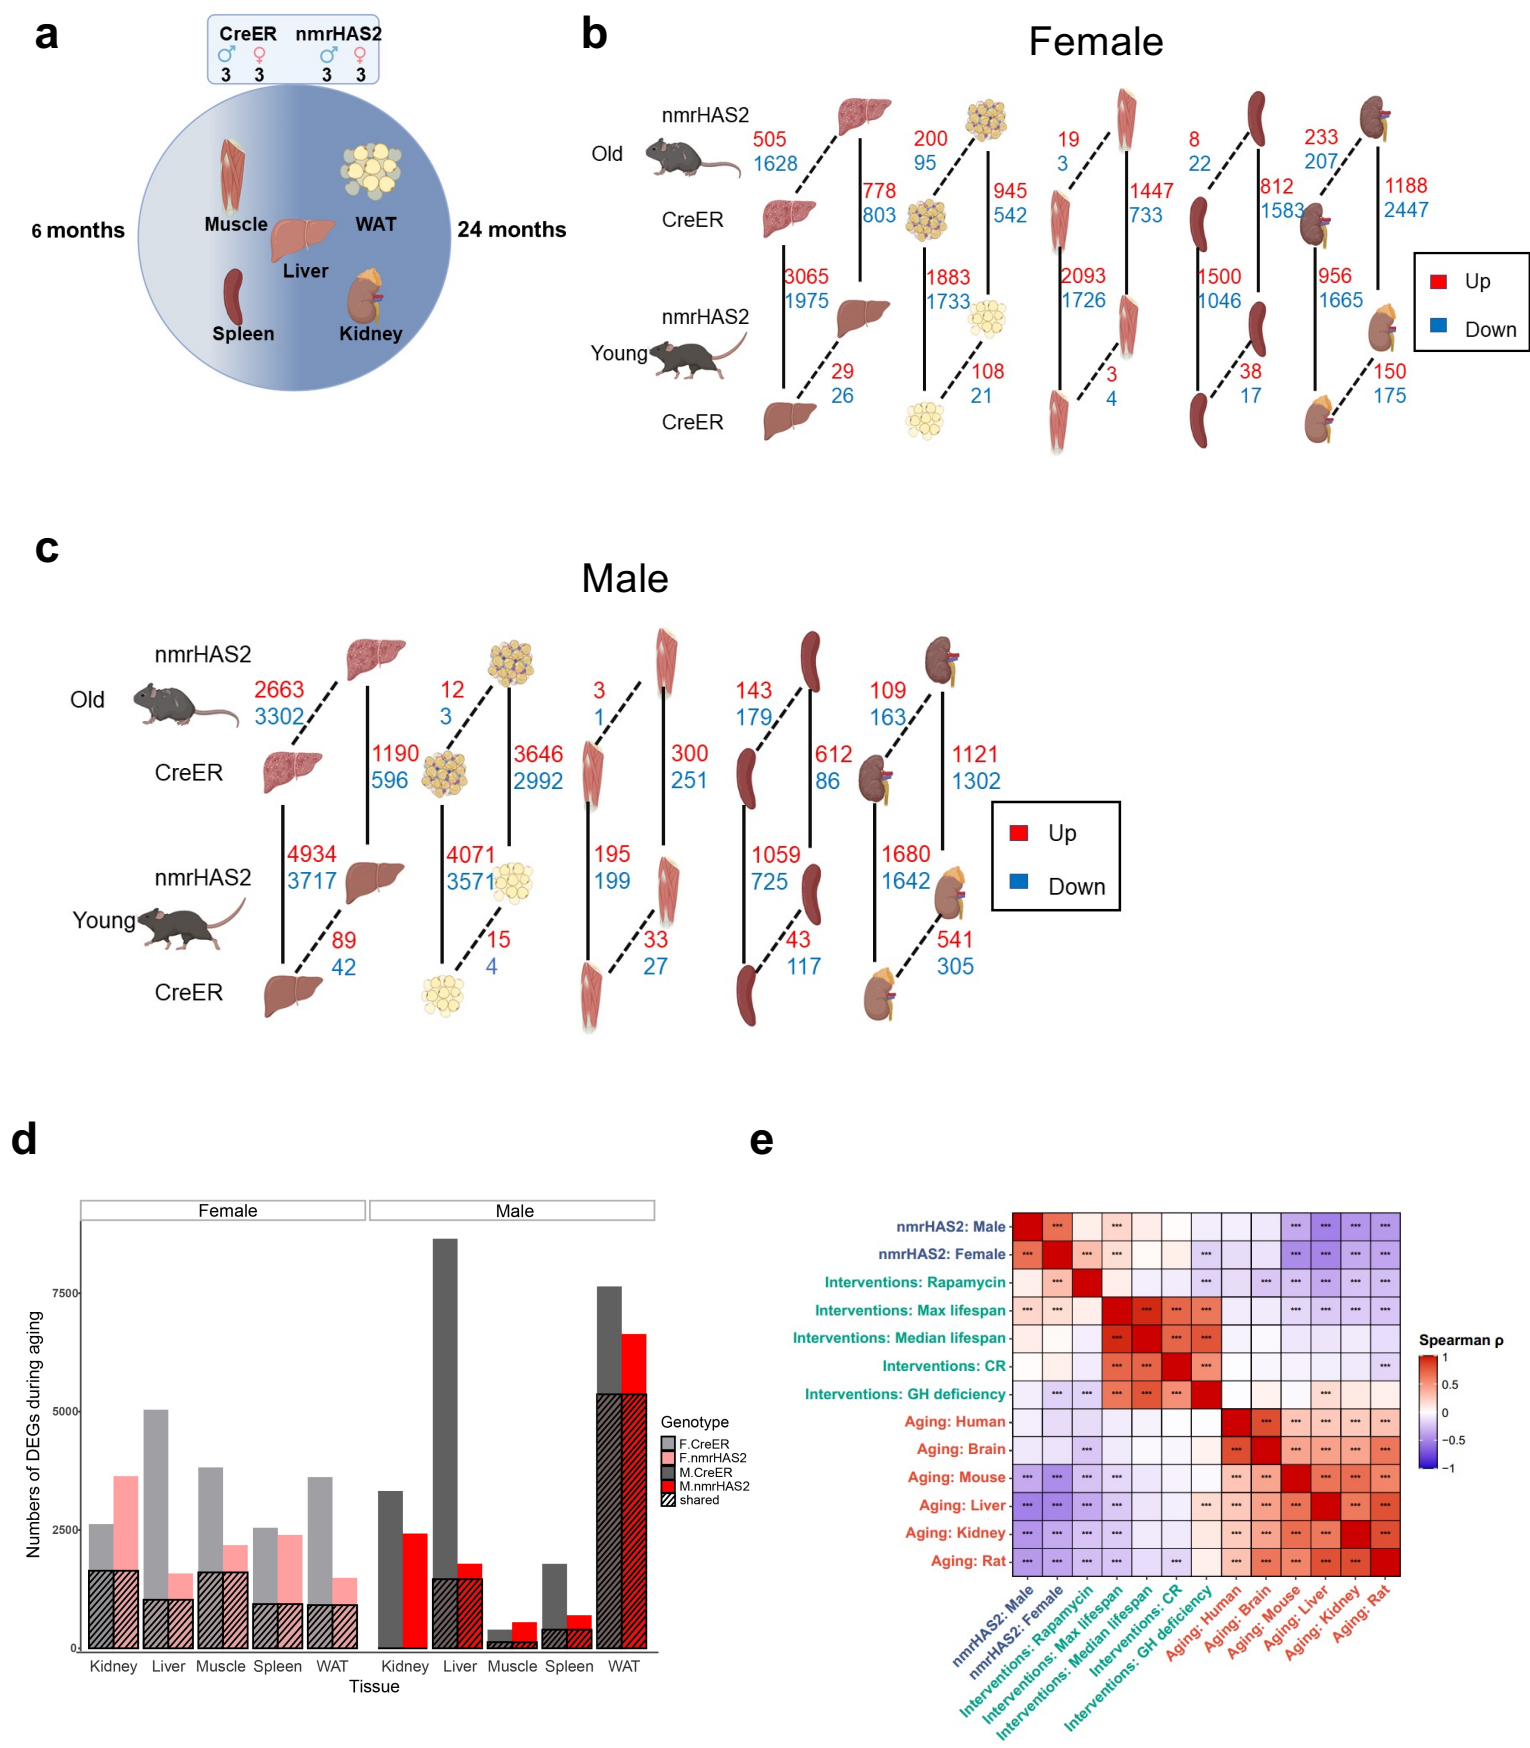 a
CreER nmrHAS2
♂ ♀ ♂ ♀
3 3 3 3
Muscle WAT
6 months 24 months
Liver
Spleen Kidney
b
Female
nmrHAS2
Old
CreER
505 200 19 8 233
1628 95 3 22 207
778 945 1447 812 1188
803 542 733 1583 2447
3065 1883 2093 1500 956
1975 1733 1726 1046 1665
nmrHAS2
Young
CreER
29 108 3 38 150
26 21 4 17 175
Up
Down
c
Male
nmrHAS2
Old
CreER
2663 12 3 143 109
3302 3 1 179 163
1190 3646 300 612 1121
596 2992 251 86 1302
4934 4071 195 1059 1680
3717 3571 199 725 1642
nmrHAS2
Young
CreER
89 15 33 43 541
42 4 27 117 305
Up
Down
d
Female Male
Numbers of DEGs during aging
7500
5000
2500
0
Kidney Liver Muscle Spleen WAT Kidney Liver Muscle Spleen WAT
Tissue
Genotype
F.CreER
F.nmrHAS2
M.CreER
M.nmrHAS2
shared
e
nmrHAS2: Male
nmrHAS2: Female
Interventions: Rapamycin
Interventions: Max lifespan
Interventions: Median lifespan
Interventions: CR
Interventions: GH deficiency
Aging: Human
Aging: Brain
Aging: Mouse
Aging: Liver
Aging: Kidney
Aging: Rat
nmrHAS2: Male
nmrHAS2: Female
Interventions: Rapamycin
Interventions: Max lifespan
Interventions: Median lifespan
Interventions: CR
Interventions: GH deficiency
Aging: Human
Aging: Brain
Aging: Mouse
Aging: Liver
Aging: Kidney
Aging: Rat
Spearman ρ
1
0.5
0
−0.5
−1